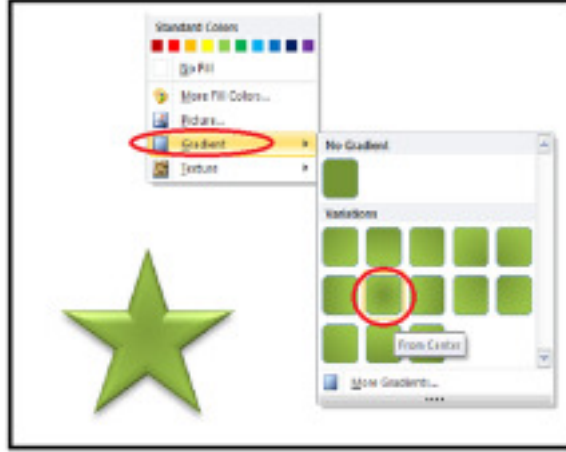 Standard Colors
No Fill
More Fill Colors...
Picture...
Gradient
Texture
No Gradient
Variations
From Center
More Gradients...